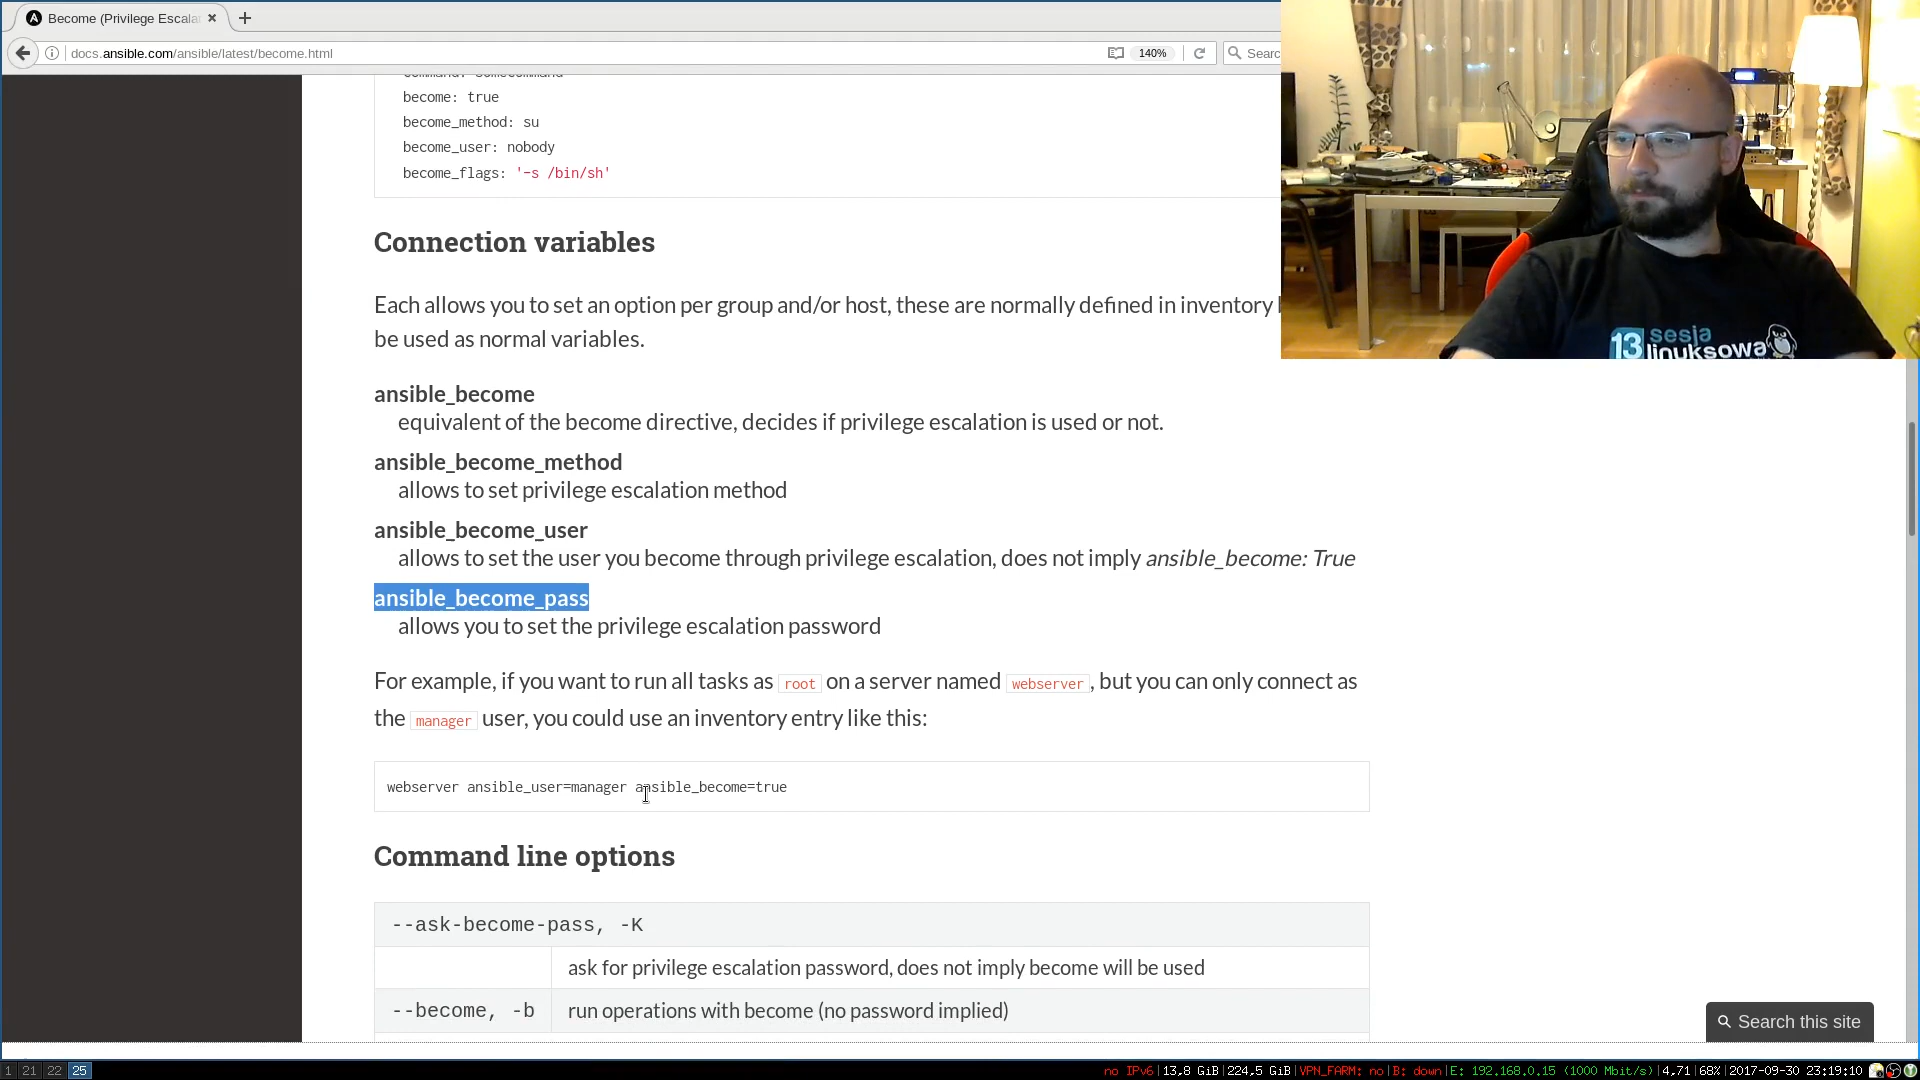 Become (Privilege Escala
docs.ansible.com/ansible/latest/become.html
140%
Searc
command: somecommand
become: true
become_method: su
become_user: nobody
become_flags: '-s /bin/sh'
Connection variables
Each allows you to set an option per group and/or host, these are normally defined in inventory
be used as normal variables.
ansible_become
equivalent of the become directive, decides if privilege escalation is used or not.
ansible_become_method
allows to set privilege escalation method
ansible_become_user
allows to set the user you become through privilege escalation, does not imply ansible_become: True
ansible_become_pass
allows you to set the privilege escalation password
For example, if you want to run all tasks as root on a server named webserver, but you can only connect as
the manager user, you could use an inventory entry like this:
webserver ansible_user=manager ansible_become=true
Command line options
--ask-become-pass, -K
ask for privilege escalation password, does not imply become will be used
--become, -b
run operations with become (no password implied)
Search this site
13 sesja
linuksowa
1 21 22 25
no IPv6|13,8 GiB|224,5 GiB|VPN_FARM: no|B: down|E: 192.168.0.15 (1000 Mbit/s)|4,71|68%|2017-09-30 23:19:10